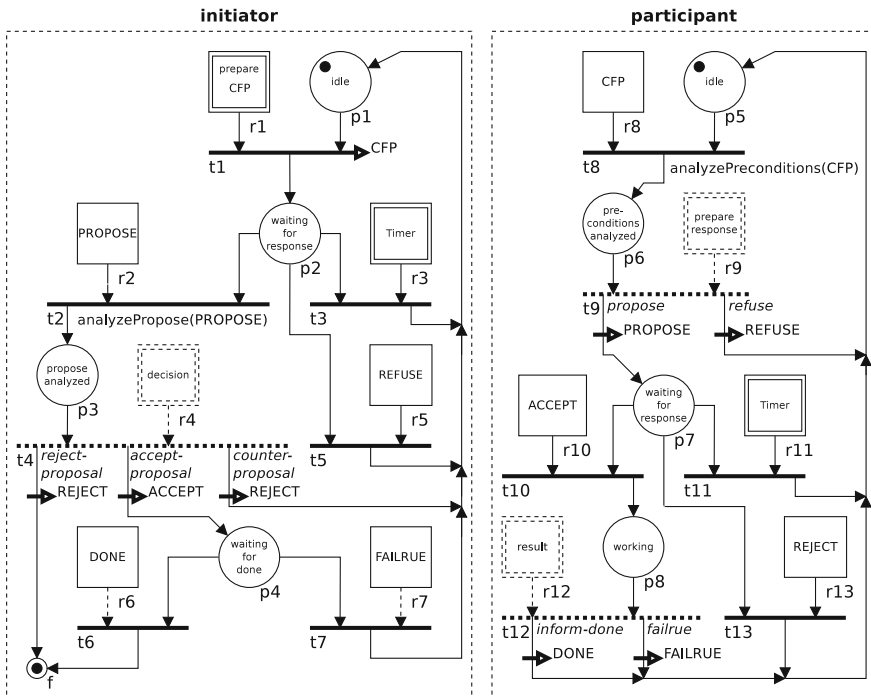 initiator
prepare
CFP
r1
idle
p1
t1
CFP
PROPOSE
r2
waiting
for
response
p2
Timer
r3
t2
analyzePropose(PROPOSE)
t3
propose
analyzed
p3
decision
r4
REFUSE
r5
t4
reject-
proposal
REJECT
accept-
proposal
ACCEPT
counter-
proposal
REJECT
t5
DONE
r6
waiting
for
done
p4
FAILRUE
r7
t6
t7
f
participant
CFP
r8
idle
p5
t8
analyzePreconditions(CFP)
pre-
conditions
analyzed
p6
prepare
response
r9
t9
propose
PROPOSE
refuse
REFUSE
ACCEPT
r10
waiting
for
response
p7
Timer
r11
t10
t11
result
r12
working
p8
REJECT
r13
t12
inform-done
DONE
failrue
FAILRUE
t13